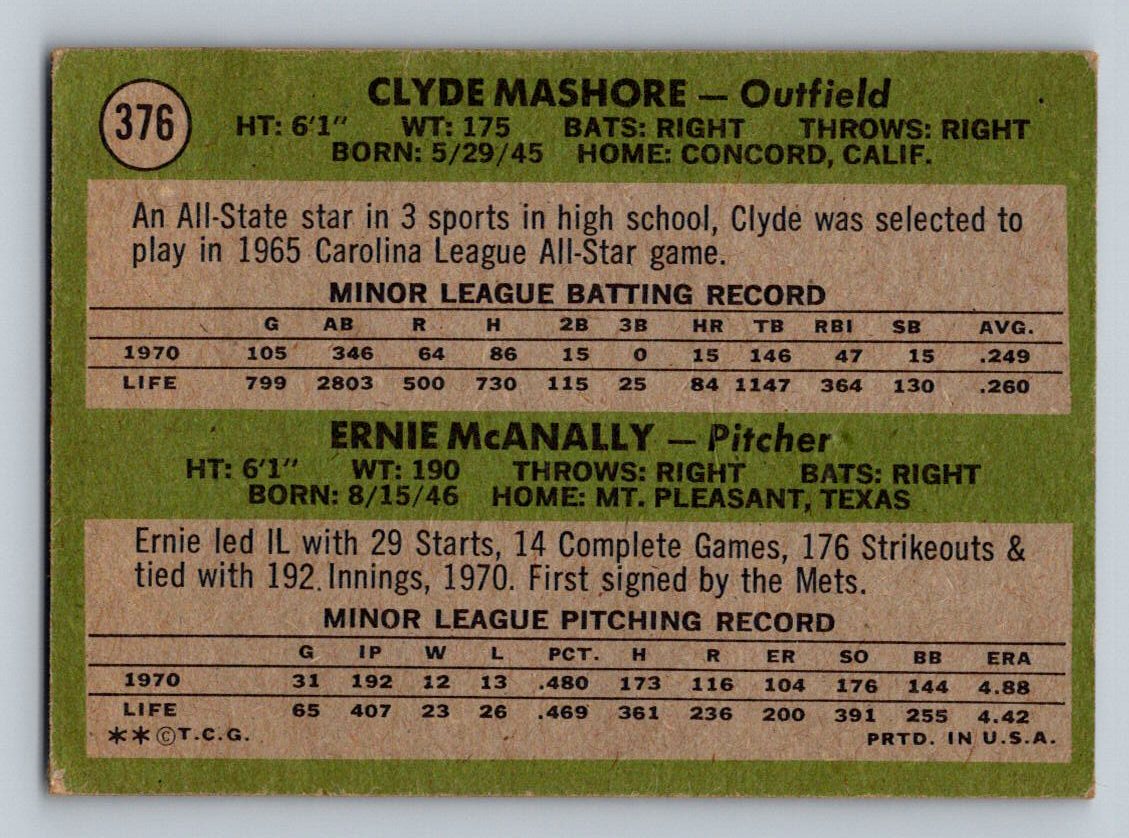 376
CLYDE MASHORE — Outfield
HT: 6'1" WT: 175 BATS: RIGHT THROWS: RIGHT
BORN: 5/29/45 HOME: CONCORD, CALIF.
An All-State star in 3 sports in high school, Clyde was selected to
play in 1965 Carolina League All-Star game.
MINOR LEAGUE BATTING RECORD
G AB R H 2B 3B HR TB RBI SB AVG.
1970 105 346 64 86 15 0 15 146 47 15 .249
LIFE 799 2803 500 730 115 25 84 1147 364 130 .260
ERNIE McANALLY — Pitcher
HT: 6'1" WT: 190 THROWS: RIGHT BATS: RIGHT
BORN: 8/15/46 HOME: MT. PLEASANT, TEXAS
Ernie led IL with 29 Starts, 14 Complete Games, 176 Strikeouts &
tied with 192 Innings, 1970. First signed by the Mets.
MINOR LEAGUE PITCHING RECORD
G IP W L PCT. H R ER SO BB ERA
1970 31 192 12 13 .480 173 116 104 176 144 4.88
LIFE 65 407 23 26 .469 361 236 200 391 255 4.42
**©T.C.G. PRTD. IN U.S.A.